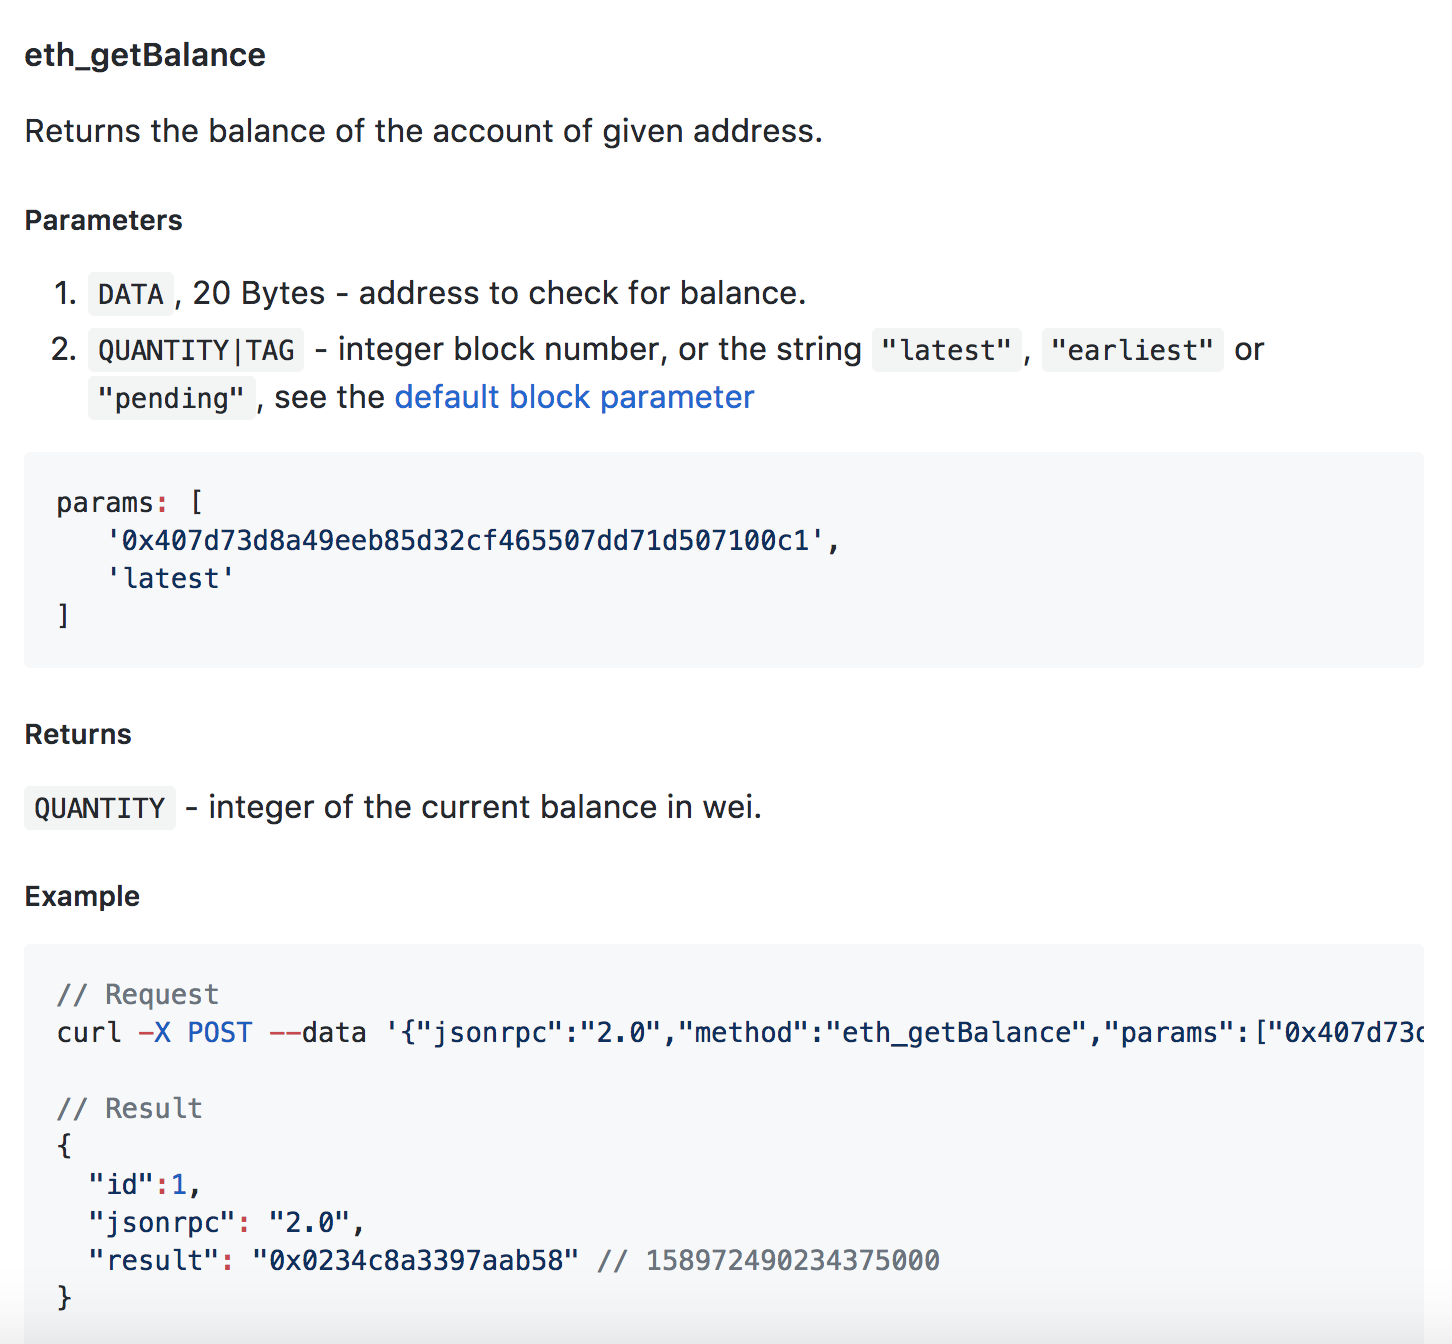 eth_getBalance
Returns the balance of the account of given address.
Parameters
1. DATA, 20 Bytes - address to check for balance.
2. QUANTITY|TAG - integer block number, or the string "latest", "earliest" or
"pending", see the default block parameter
params: [
   '0x407d73d8a49eeb85d32cf465507dd71d507100c1',
   'latest'
]
Returns
QUANTITY - integer of the current balance in wei.
Example
// Request
curl -X POST --data '{"jsonrpc":"2.0","method":"eth_getBalance","params":["0x407d73d
// Result
{
  "id":1,
  "jsonrpc": "2.0",
  "result": "0x0234c8a3397aab58" // 158972490234375000
}